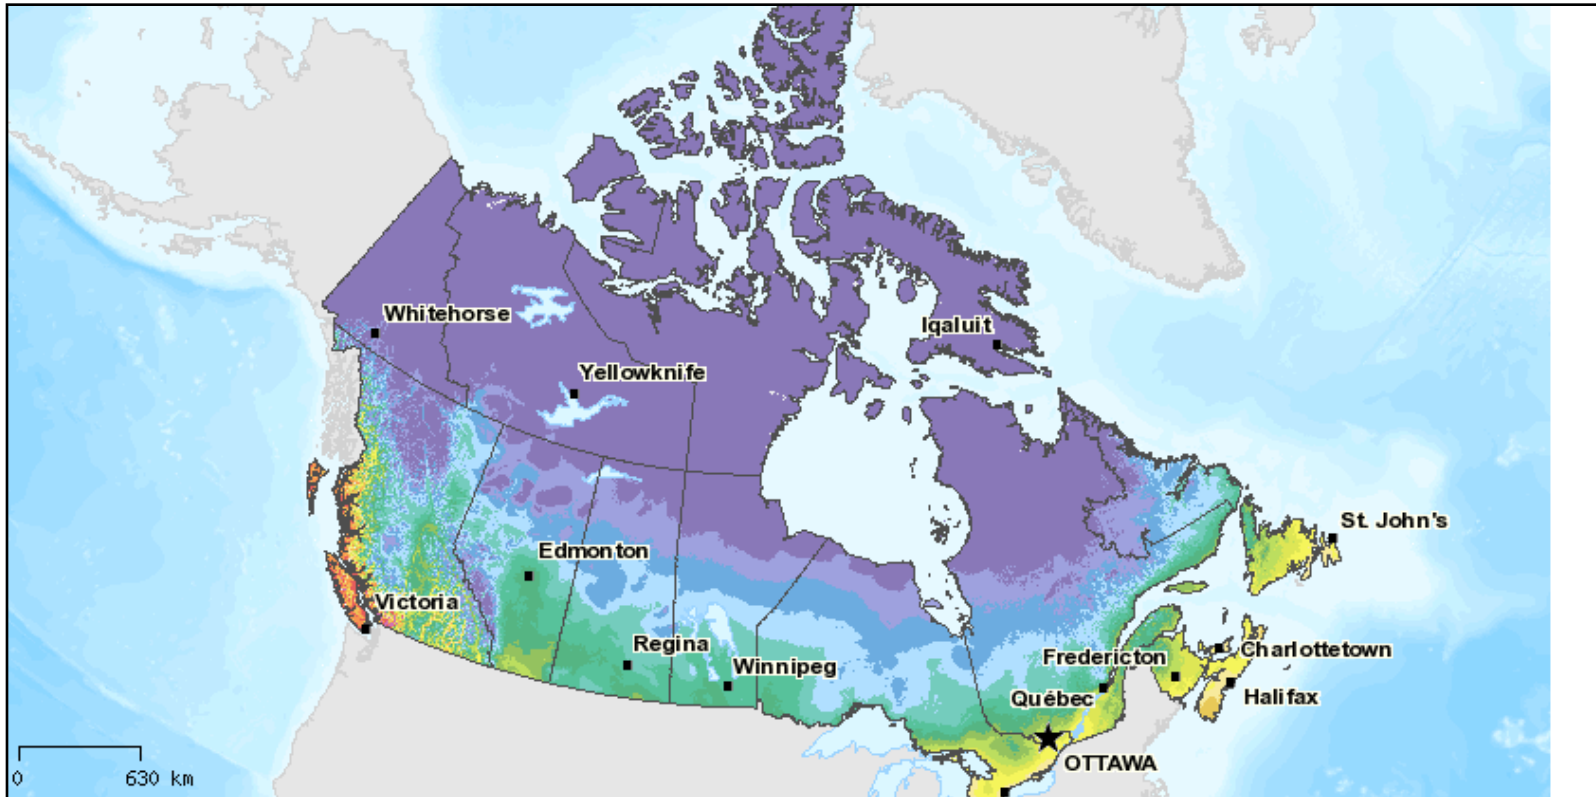 Whitehorse
Iqaluit
Yellowknife
St. John's
Edmonton
Victoria
Regina
Winnipeg
Fredericton
Charlottetown
Québec
Halifax
OTTAWA
0 630 km